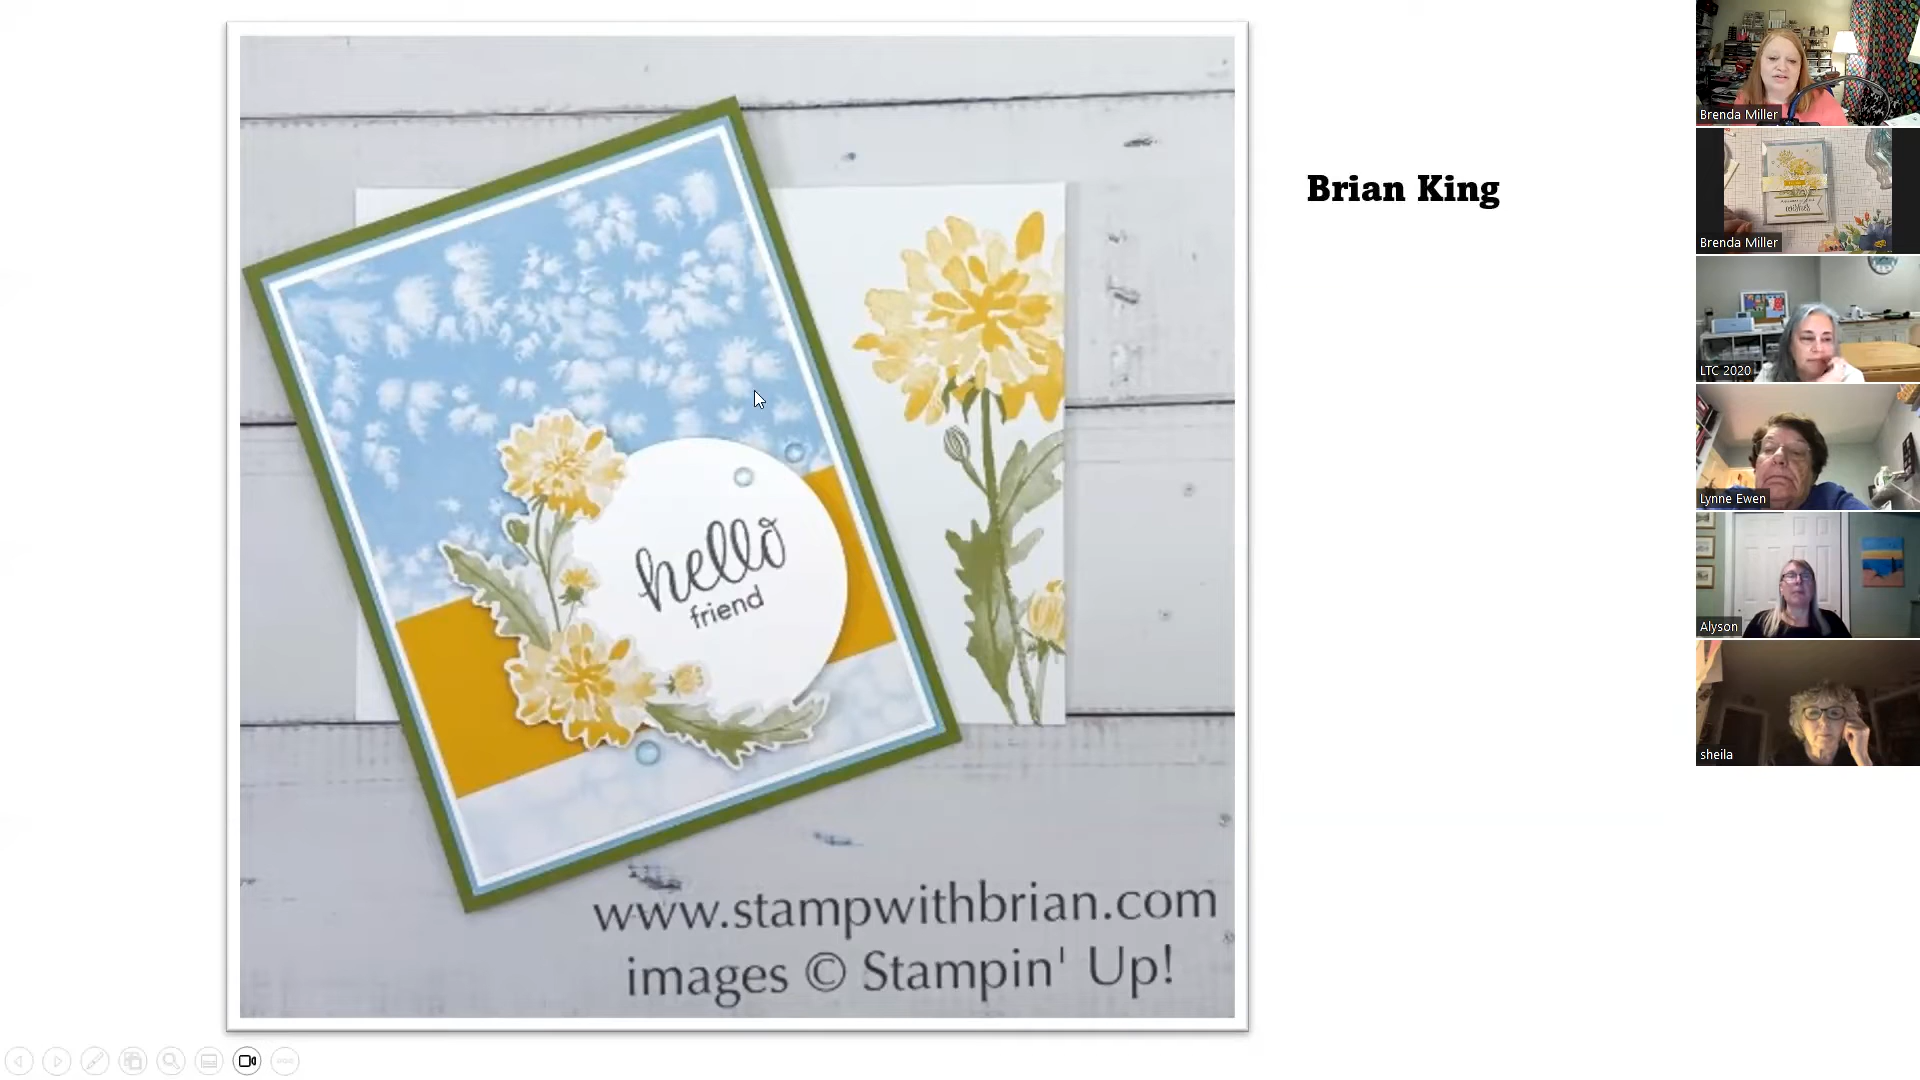 Brian King
hello
friend
www.stampwithbrian.com
images © Stampin' Up!
Brenda Miller
Brenda Miller
LTC 2020
Lynne Ewen
Alyson
sheila